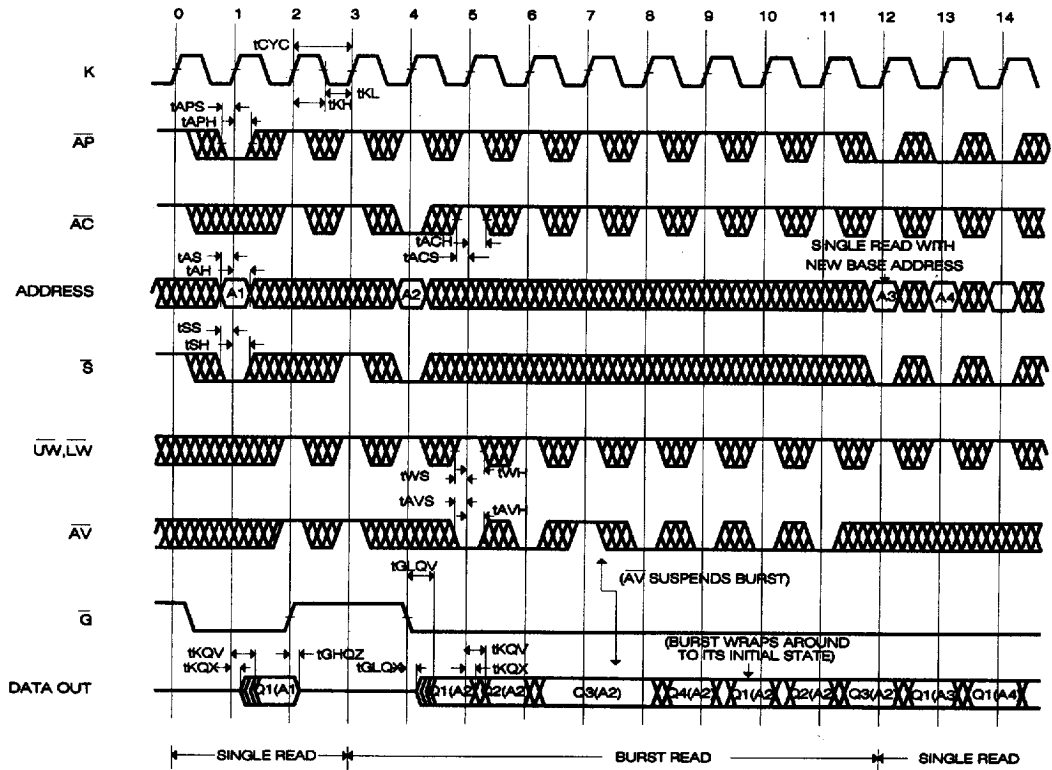 0 1 2 3 4 5 6 7 8 9 10 11 12 13 14
tCYC
K
tKL
tKH
tAPS
tAPH
AP
AC
tACH
tACS
SINGLE READ WITH
NEW BASE ADDRESS
tAS
tAH
ADDRESS
A1 A2 A3 A4
tSS
tSH
S
UW,LW
tWS tWH
tAVS
tAVH
AV
tGLQV
(AV SUSPENDS BURST)
G
(BURST WRAPS AROUND
TO ITS INITIAL STATE)
tKQV tGHQZ tKQV
tKQX tGLQX tKQX
DATA OUT
Q1(A1 Q1(A2 Q2(A2 Q3(A2) Q4(A2 Q1(A2 Q2(A2 Q3(A2 Q1(A3 Q1(A4
SINGLE READ BURST READ SINGLE READ